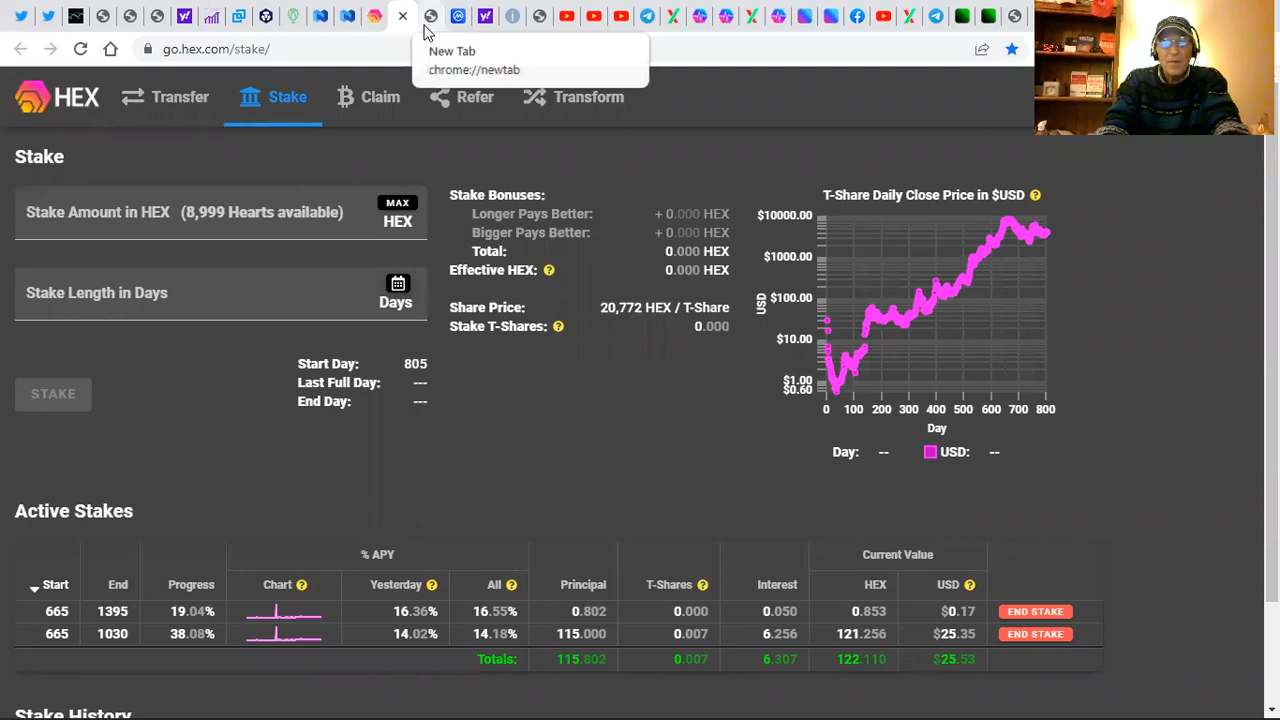 New Tab
chrome://newtab
go.hex.com/stake/
HEX
Transfer
Stake
Claim
Refer
Transform
Stake
Stake Amount in HEX (8,999 Hearts available)
MAX
HEX
Stake Length in Days
Days
Start Day: 805
Last Full Day: ---
End Day: ---
STAKE
Stake Bonuses:
Longer Pays Better: + 0.000 HEX
Bigger Pays Better: + 0.000 HEX
Total: 0.000 HEX
Effective HEX: ? 0.000 HEX
Share Price: 20,772 HEX / T-Share
Stake T-Shares: ? 0.000
T-Share Daily Close Price in $USD ?
$10000.00
$1000.00
$100.00
$10.00
$1.00
$0.60
USD
0 100 200 300 400 500 600 700 800
Day
Day: -- USD: --
Active Stakes
% APY Current Value
Start End Progress Chart ? Yesterday ? All ? Principal T-Shares ? Interest HEX USD ?
665 1395 19.04% 16.36% 16.55% 0.802 0.000 0.050 0.853 $0.17 END STAKE
665 1030 38.08% 14.02% 14.18% 115.000 0.007 6.256 121.256 $25.35 END STAKE
Totals: 115.802 0.007 6.307 122.110 $25.53
Stake History